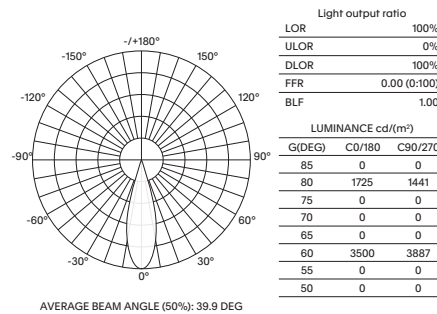 -/+180°
-150° 150°
-120° 120°
-90° 90°
-60° 60°
-30° 30°
0°
AVERAGE BEAM ANGLE (50%): 39.9 DEG
Light output ratio
LOR 100%
ULOR 0%
DLOR 100%
FFR 0.00 (0:100)
BLF 1.00
LUMINANCE cd/(m²)
G(DEG) C0/180 C90/270
85 0 0
80 1725 1441
75 0 0
70 0 0
65 0 0
60 3500 3887
55 0 0
50 0 0